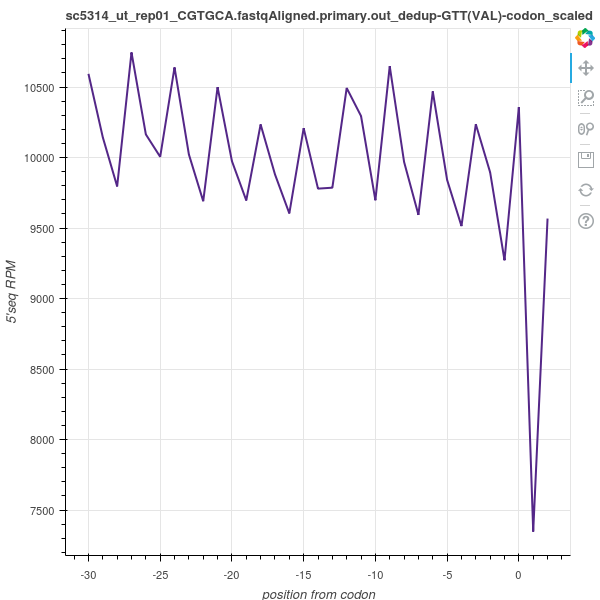 sc5314_ut_rep01_CGTGCA.fastqAligned.primary.out_dedup-GTT(VAL)-codon_scaled
10500
10000
9500
9000
8500
8000
7500
5'seq RPM
-30 -25 -20 -15 -10 -5 0
position from codon